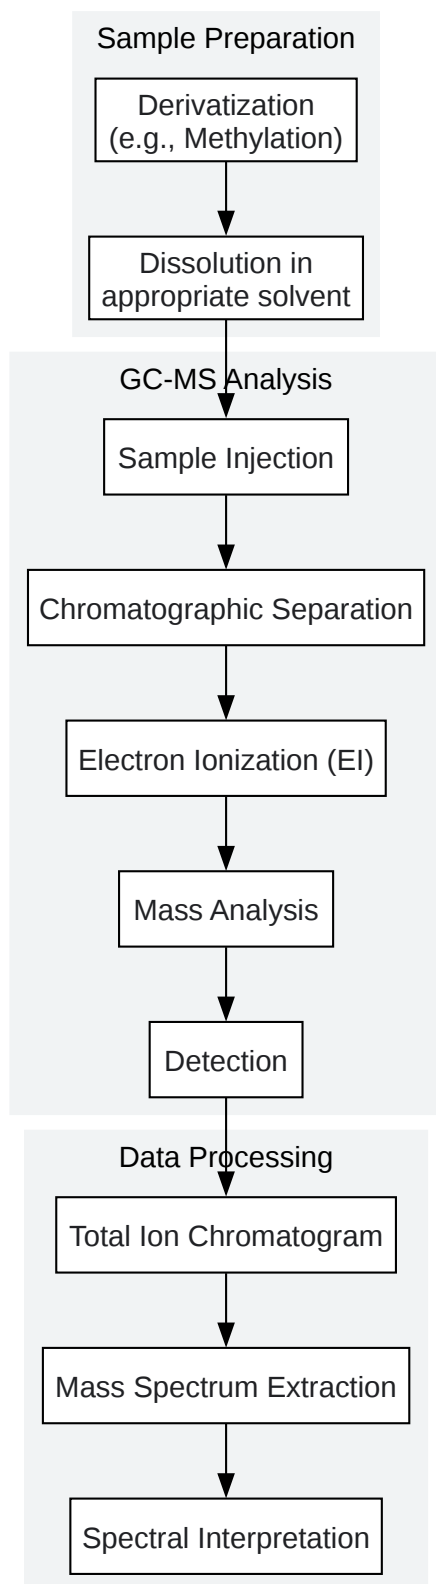 Sample Preparation
Derivatization
(e.g., Methylation)
Dissolution in
appropriate solvent
GC-MS Analysis
Sample Injection
Chromatographic Separation
Electron Ionization (EI)
Mass Analysis
Detection
Data Processing
Total Ion Chromatogram
Mass Spectrum Extraction
Spectral Interpretation